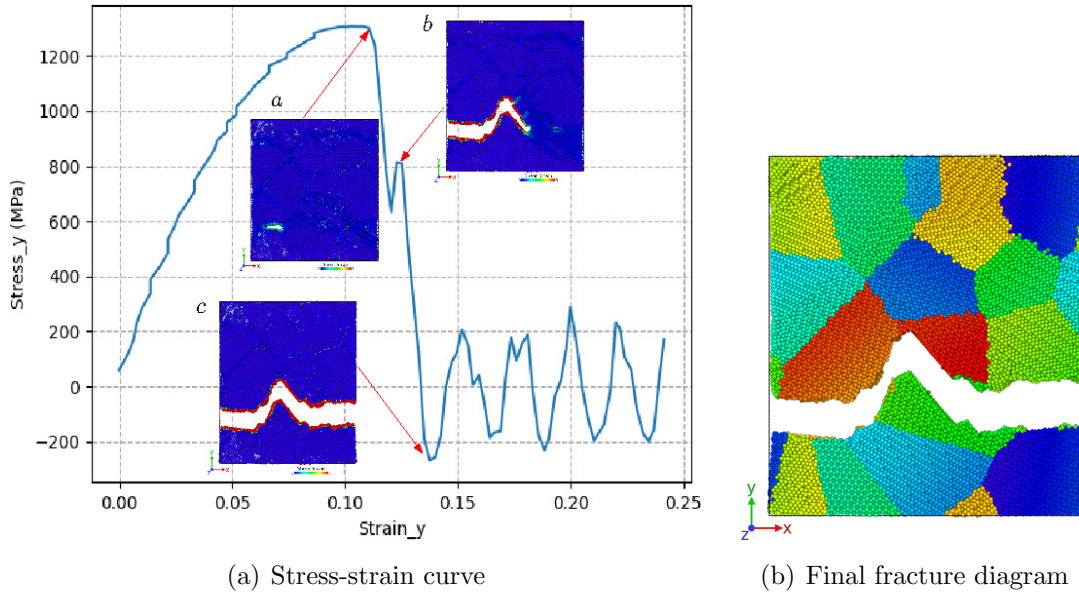 Stress_y (MPa)
1200
1000
800
600
400
200
0
−200
0.00
0.05
0.10
0.15
0.20
0.25
Strain_y
a
b
c
y
x
z
(a) Stress-strain curve
(b) Final fracture diagram